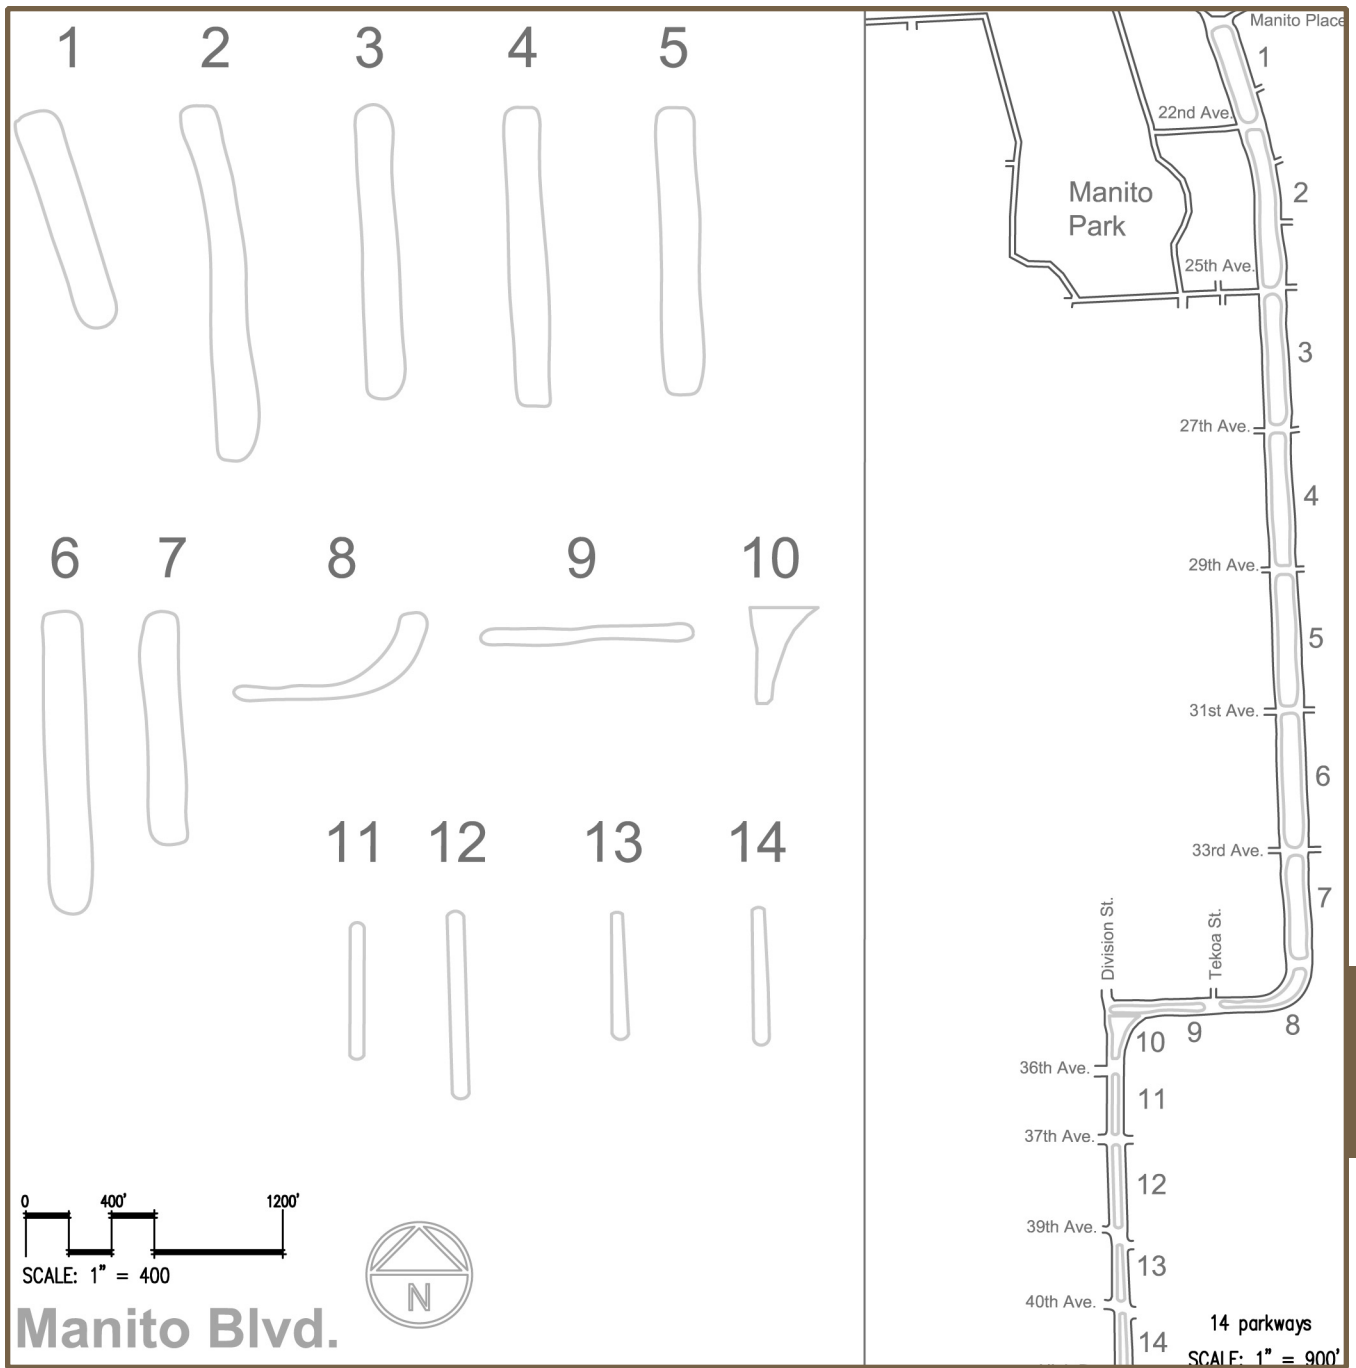 1 2 3 4 5
6 7 8 9 10
11 12 13 14
0 400' 1200'
SCALE: 1” = 400
N
Manito Blvd.
Manito Place
1
22nd Ave.
2
Manito
Park
25th Ave.
3
27th Ave.
4
29th Ave.
5
31st Ave.
6
33rd Ave.
7
Division St.
Tekoa St.
8
9
10
36th Ave.
11
37th Ave.
12
39th Ave.
13
40th Ave.
14
14 parkways
SCALE: 1” = 900'